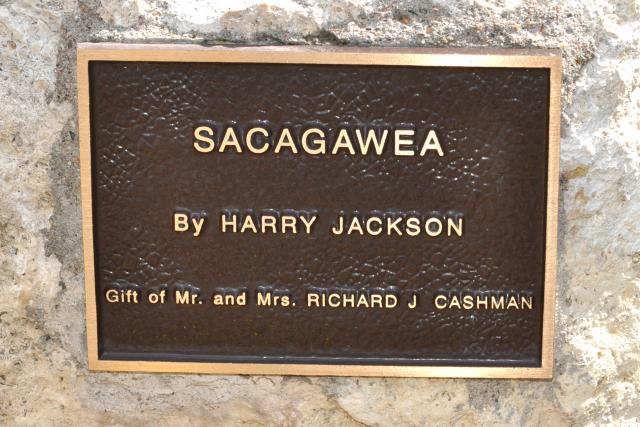 SACAGAWEA
By HARRY JACKSON
Gift of Mr. and Mrs. RICHARD J CASHMAN